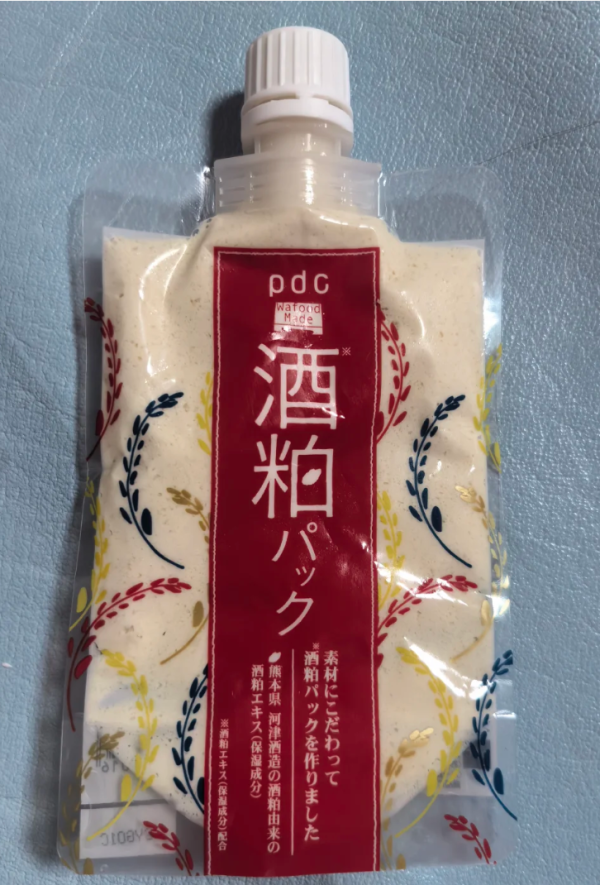 pdc
Wafood
Made
酒粕パック
※
素材にこだわって
※酒粕パックを作りました
熊本県 河津酒造の酒粕由来の
酒粕エキス(保湿成分)
※酒粕エキス(保湿成分)配合